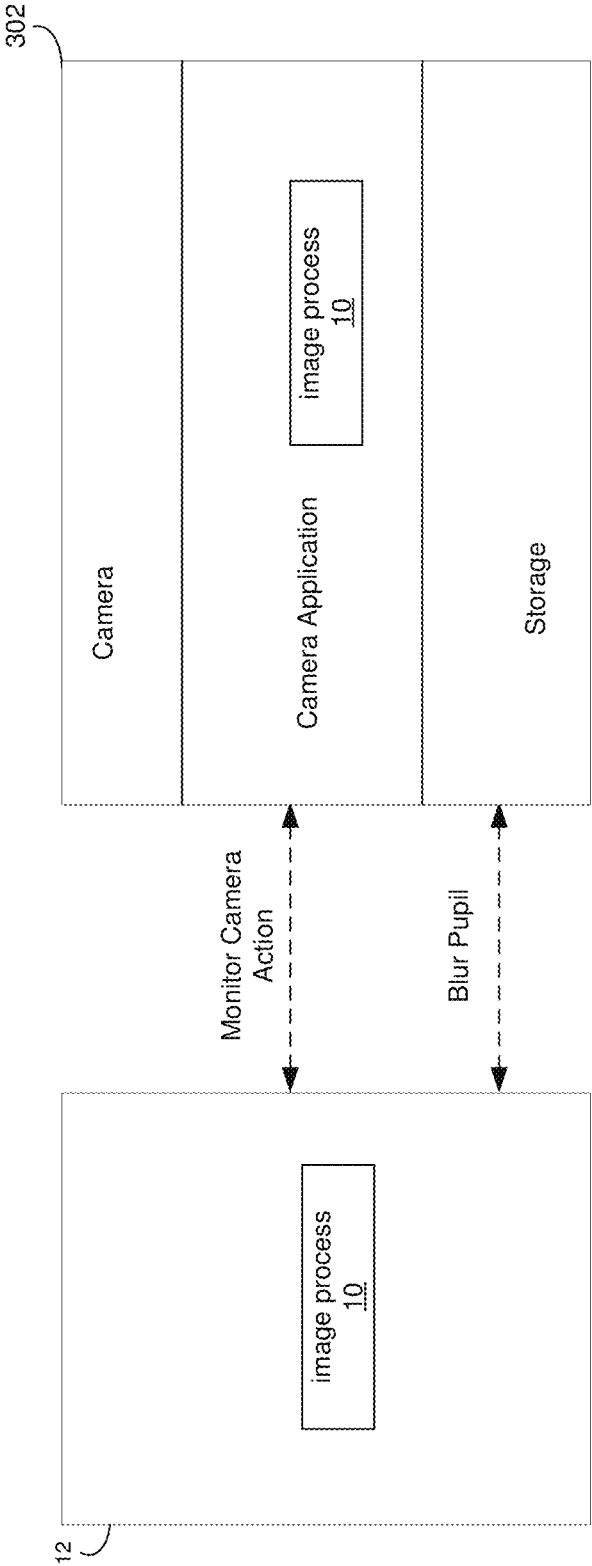 12
image process
10
Monitor Camera
Action
Blur Pupil
302
Camera
Camera Application
image process
10
Storage